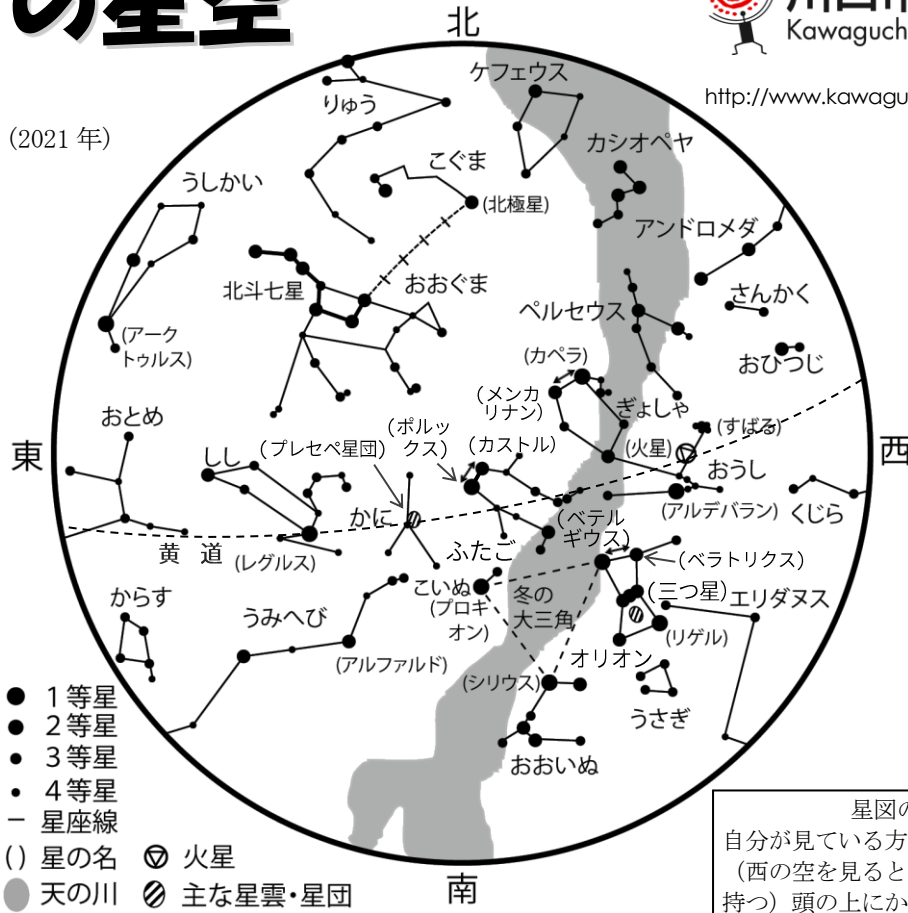 の星空
北
川口市
Kawaguch
http://www.kawagu
(2021 年)
ケフェウス
りゅう
カシオペヤ
こぐま
うしかい
(北極星)
アンドロメダ
北斗七星
おおぐま
さんかく
ペルセウス
(アーク
トゥルス)
(カペラ)
おひつじ
(メンカ
リナン)
ぎょしゃ
おとめ
(ポルッ
クス)
(すばる)
東
しし
(プレセペ星団)
(カストル)
(火星)
西
おうし
かに
(アルデバラン)
くじら
(ベテル
ギウス)
黄 道
(レグルス)
ふたご
(ベラトリクス)
からす
こいぬ
(プロキ
オン)
冬の
大三角
(三つ星)
エリダヌス
うみへび
(リゲル)
(アルファルド)
オリオン
(シリウス)
うさぎ
おおいぬ
1等星
2等星
3等星
4等星
星座線
() 星の名
火星
天の川
主な星雲・星団
南
星図の
自分が見ている方
(西の空を見ると
持つ) 頭の上にか